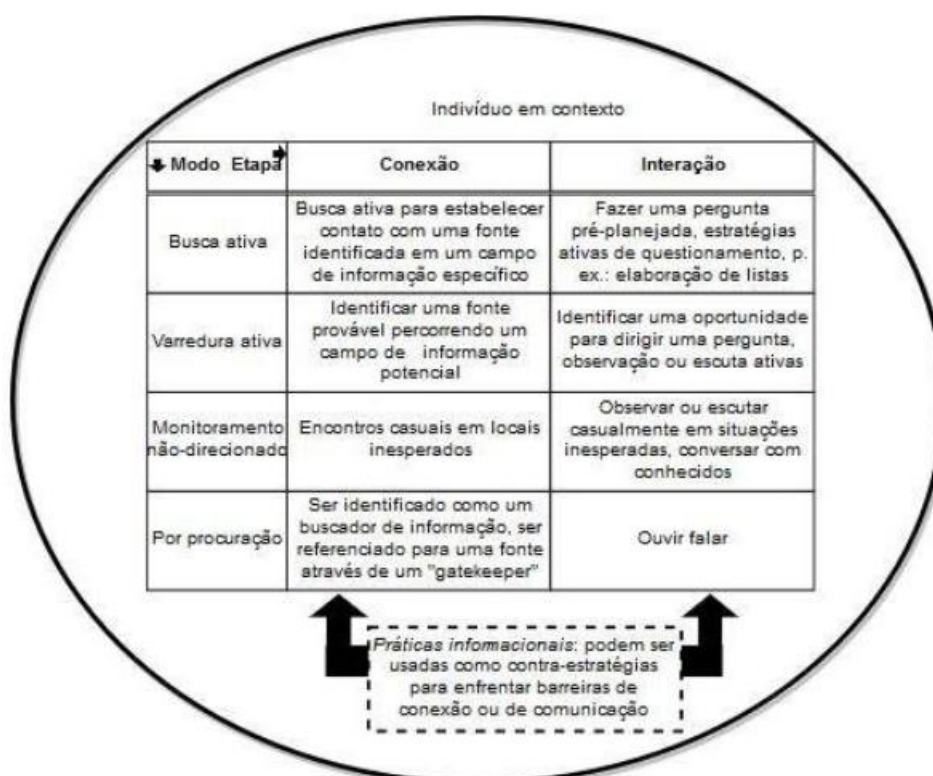 Indivíduo em contexto
Modo Etapa
Conexão
Interação
Busca ativa
Busca ativa para estabelecer
contato com uma fonte
identificada em um campo
de informação específico
Fazer uma pergunta
pré-planejada, estratégias
ativas de questionamento, p.
ex.: elaboração de listas
Varredura ativa
Identificar uma fonte
provável percorrendo um
campo de informação
potencial
Identificar uma oportunidade
para dirigir uma pergunta,
observação ou escuta ativas
Monitoramento
não-direcionado
Encontros casuais em locais
inesperados
Observar ou escutar
casualmente em situações
inesperadas, conversar com
conhecidos
Por procuração
Ser identificado como um
buscador de informação, ser
referenciado para uma fonte
através de um "gatekeeper"
Ouvir falar
Práticas informacionais: podem ser
usadas como contra-estratégias
para enfrentar barreiras de
conexão ou de comunicação